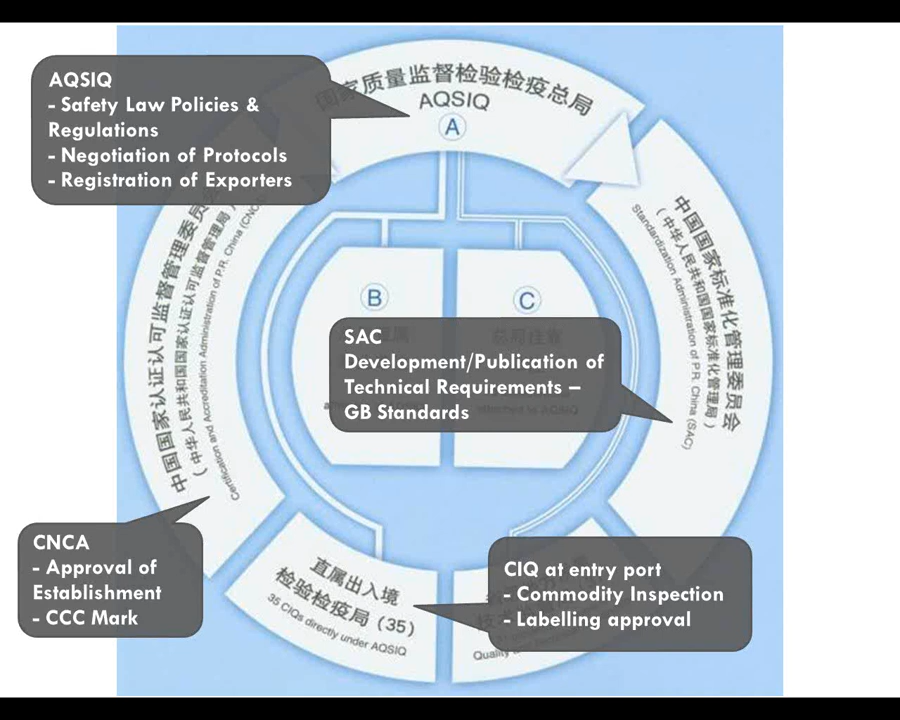 AQSIQ
- Safety Law Policies &
Regulations
- Negotiation of Protocols
- Registration of Exporters
国家质量监督检验检疫总局
AQSIQ
A
中国国家认证认可监督管理委员
（中华人民共和国国家认证认可监督管理局
Certification and Accreditation Administration of P.R. China (CNC
中国国家标准化管理委员会
（中华人民共和国国家标准化管理局）
Standardization Administration of P.R. China (SAC)
B
C
SAC
Development/Publication of
Technical Requirements –
GB Standards
CNCA
- Approval of
Establishment
- CCC Mark
直属出入境
检验检疫局（35）
35 CIQs directly under AQSIQ
CIQ at entry port
- Commodity Inspection
- Labelling approval